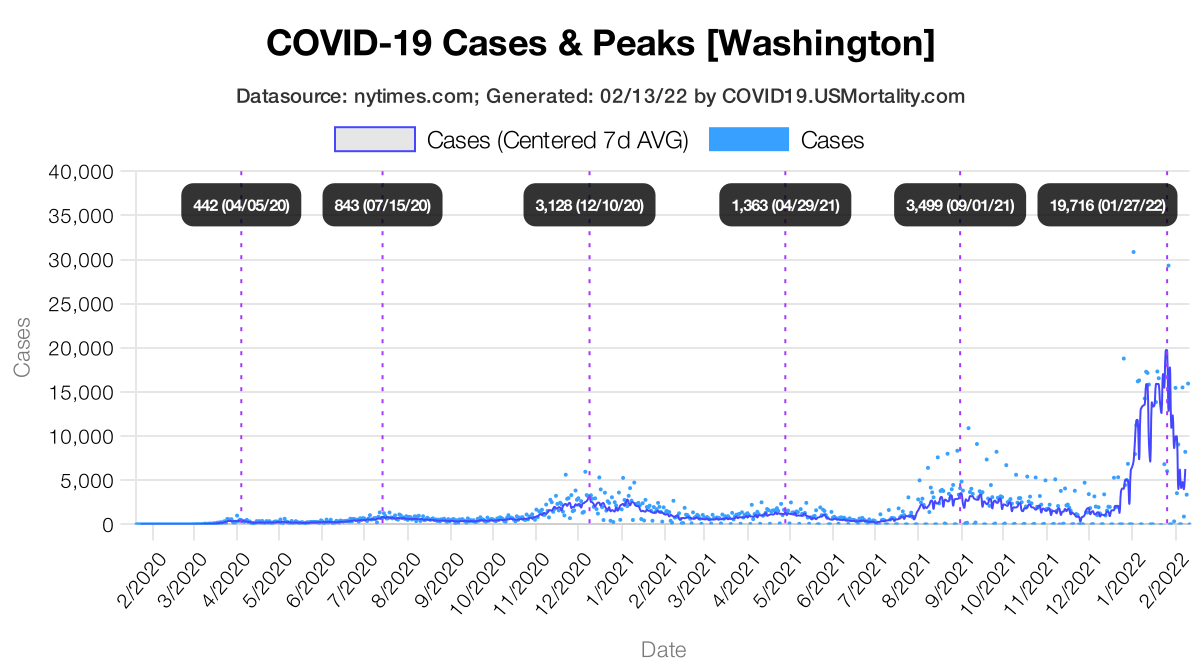 COVID-19 Cases & Peaks [Washington]
Datasource: nytimes.com; Generated: 02/13/22 by COVID19.USMortality.com
Cases (Centered 7d AVG) Cases
40,000
35,000
30,000
25,000
20,000
15,000
10,000
5,000
0
Cases
442 (04/05/20) 843 (07/15/20) 3,128 (12/10/20) 1,363 (04/29/21) 3,499 (09/01/21) 19,716 (01/27/22)
2/2020 3/2020 4/2020 5/2020 6/2020 7/2020 8/2020 9/2020 10/2020 11/2020 12/2020 1/2021 2/2021 3/2021 4/2021 5/2021 6/2021 7/2021 8/2021 9/2021 10/2021 11/2021 12/2021 1/2022 2/2022
Date